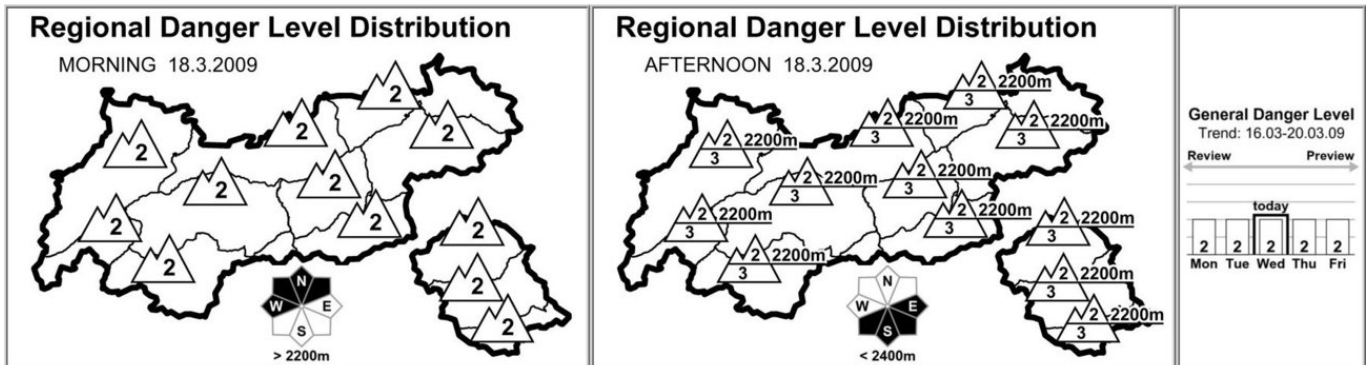 Regional Danger Level Distribution
MORNING 18.3.2009
2
2
2
2
2
2
2
2
2
2
2
2
N
W
E
S
> 2200m
Regional Danger Level Distribution
AFTERNOON 18.3.2009
2 2200m
3
2 2200m
3
2 2200m
3
2 2200m
3
2 2200m
3
2 2200m
3
2 2200m
3
2 2200m
3
2 2200m
3
2 2200m
3
2 2200m
3
2 2200m
3
N
W
E
S
< 2400m
General Danger Level
Trend: 16.03-20.03.09
Review Preview
today
2 2 2 2 2
Mon Tue Wed Thu Fri